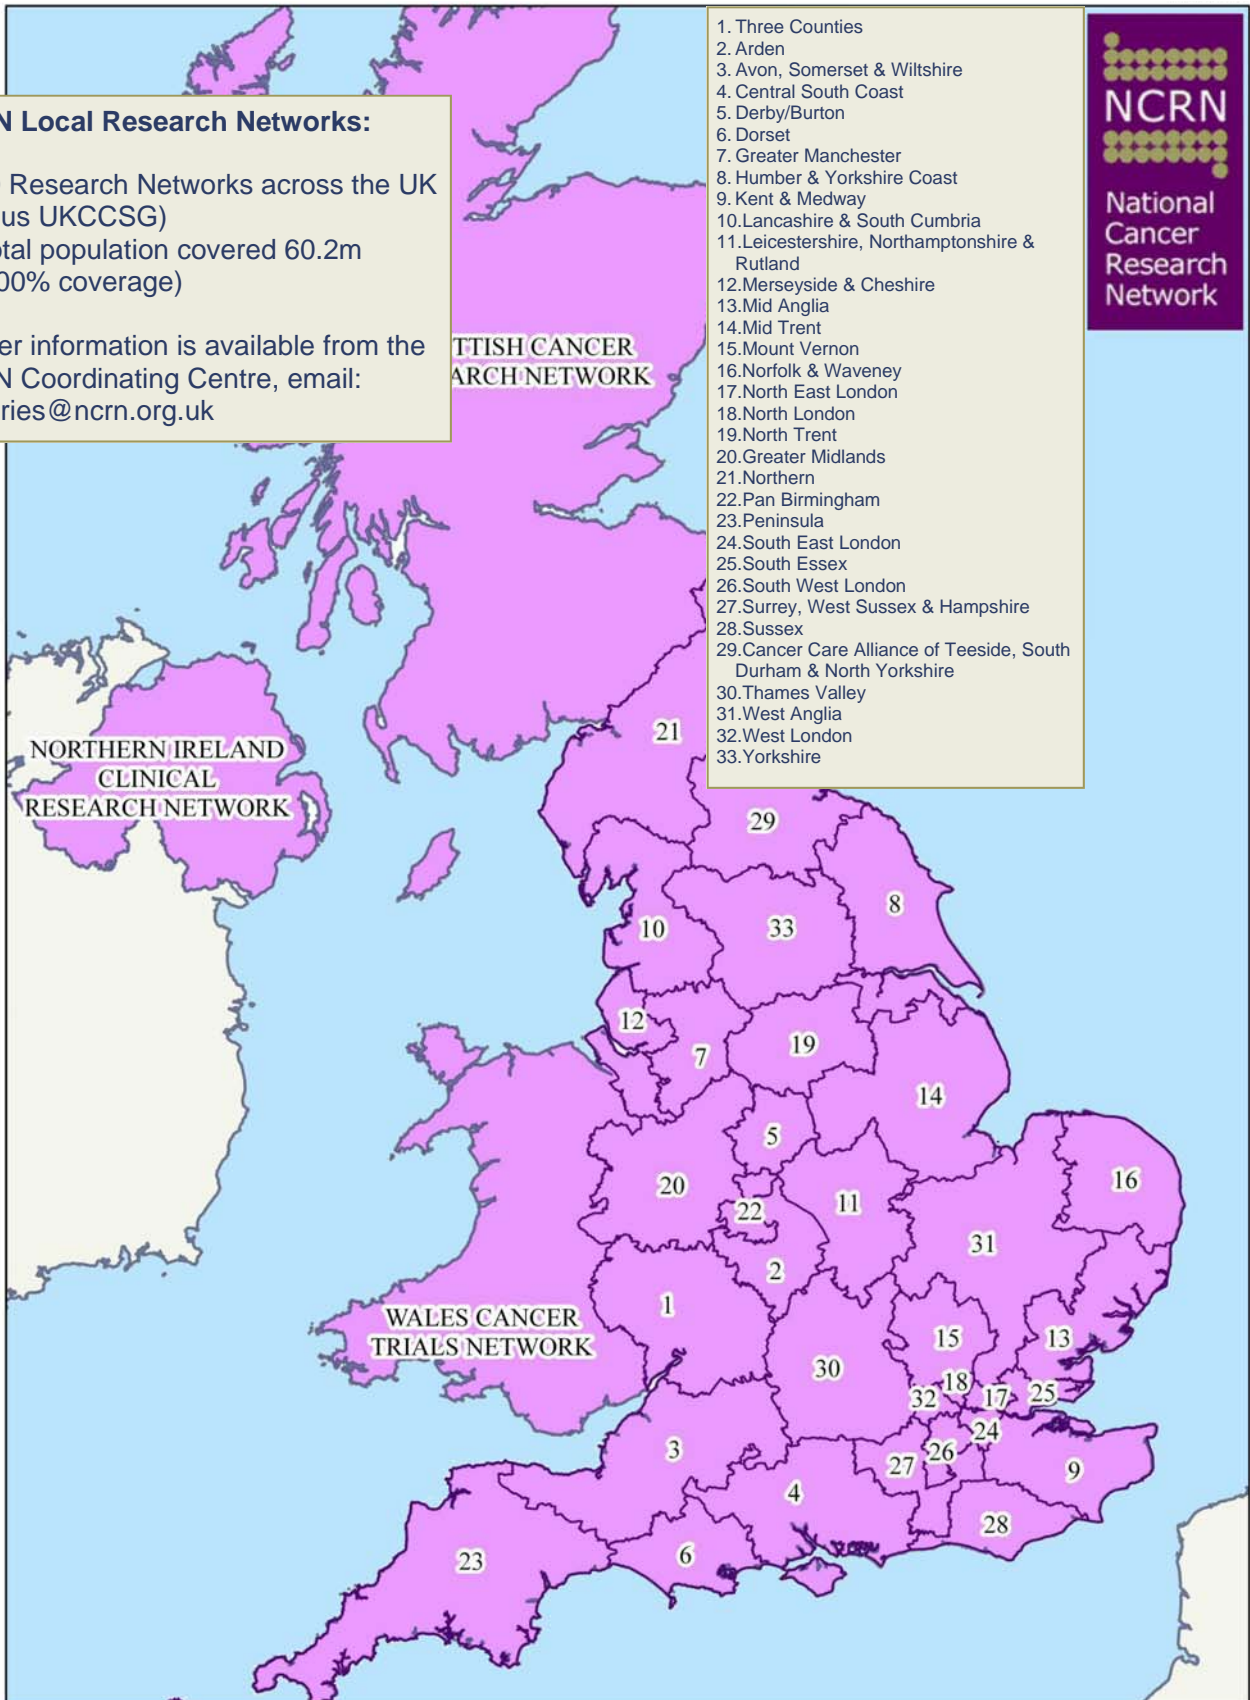 N Local Research Networks:
Research Networks across the UK
us UKCCSG)
tal population covered 60.2m
00% coverage)
er information is available from the
N Coordinating Centre, email:
ries@ncrn.org.uk
1. Three Counties
2. Arden
3. Avon, Somerset & Wiltshire
4. Central South Coast
5. Derby/Burton
6. Dorset
7. Greater Manchester
8. Humber & Yorkshire Coast
9. Kent & Medway
10.Lancashire & South Cumbria
11.Leicestershire, Northamptonshire &
Rutland
12.Merseyside & Cheshire
13.Mid Anglia
14.Mid Trent
15.Mount Vernon
16.Norfolk & Waveney
17.North East London
18.North London
19.North Trent
20.Greater Midlands
21.Northern
22.Pan Birmingham
23.Peninsula
24.South East London
25.South Essex
26.South West London
27.Surrey, West Sussex & Hampshire
28.Sussex
29.Cancer Care Alliance of Teeside, South
Durham & North Yorkshire
30.Thames Valley
31.West Anglia
32.West London
33.Yorkshire
NCRN
National
Cancer
Research
Network
TTISH CANCER
ARCH NETWORK
NORTHERN IRELAND
CLINICAL
RESEARCH NETWORK
WALES CANCER
TRIALS NETWORK
21
29
8
10
33
12
7
19
14
5
20
22
11
16
31
2
1
15
13
30
18
32
17
25
24
26
27
3
9
4
28
6
23